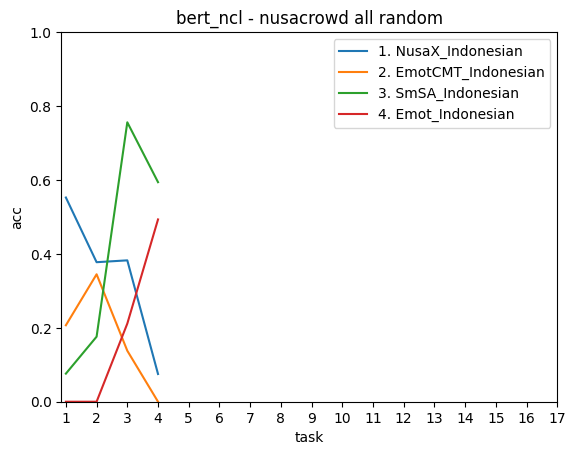 bert_ncl - nusacrowd all random
1.0
0.8
0.6
0.4
0.2
0.0
acc
1. NusaX_Indonesian
2. EmotCMT_Indonesian
3. SmSA_Indonesian
4. Emot_Indonesian
1 2 3 4 5 6 7 8 9 10 11 12 13 14 15 16 17
task